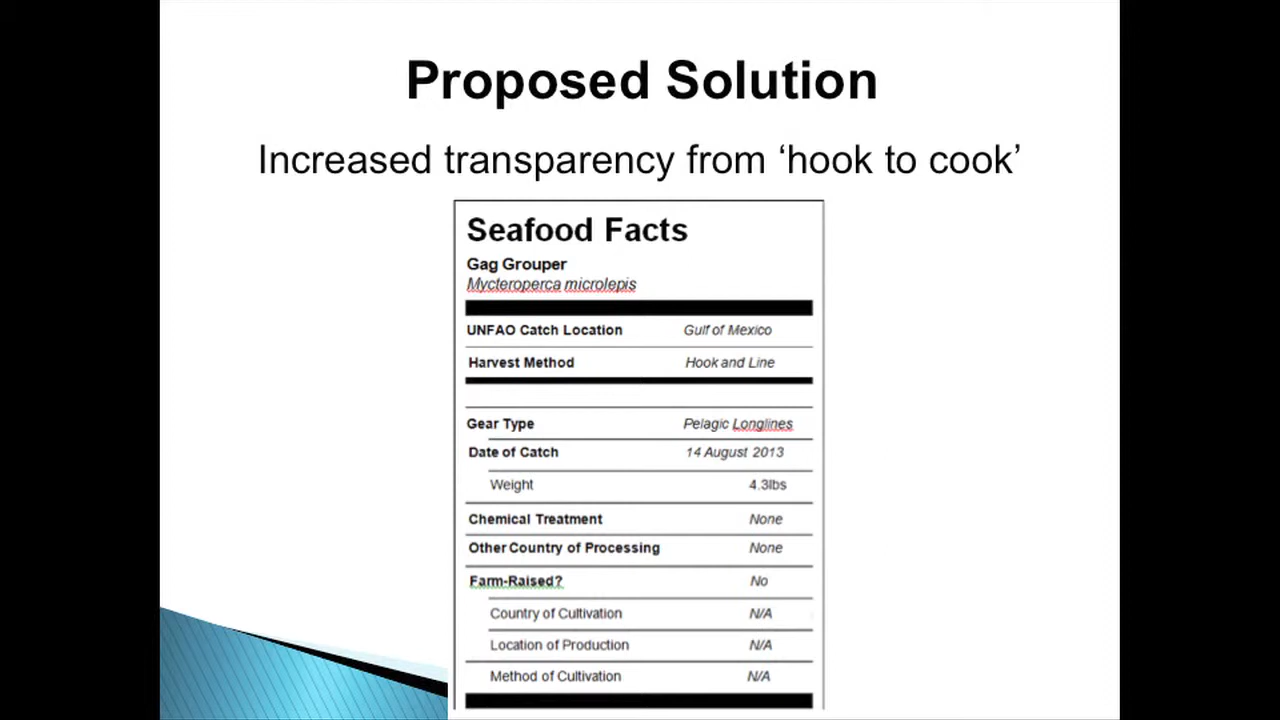 Proposed Solution
Increased transparency from ‘hook to cook’
Seafood Facts
Gag Grouper
Mycteroperca microlepis
UNFAO Catch Location Gulf of Mexico
Harvest Method Hook and Line
Gear Type Pelagic Longlines
Date of Catch 14 August 2013
Weight 4.3lbs
Chemical Treatment None
Other Country of Processing None
Farm-Raised? No
Country of Cultivation N/A
Location of Production N/A
Method of Cultivation N/A